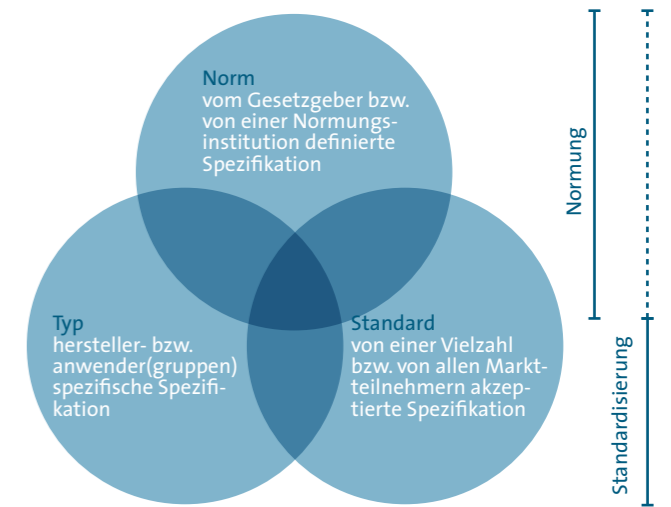 Norm
vom Gesetzgeber bzw.
von einer Normungs-
institution definierte
Spezifikation
Normung
Typ
hersteller- bzw.
anwender(gruppen)
spezifische Spezifi-
kation
Standard
von einer Vielzahl
bzw. von allen Markt-
teilnehmern akzep-
tierte Spezifikation
Standardisierung